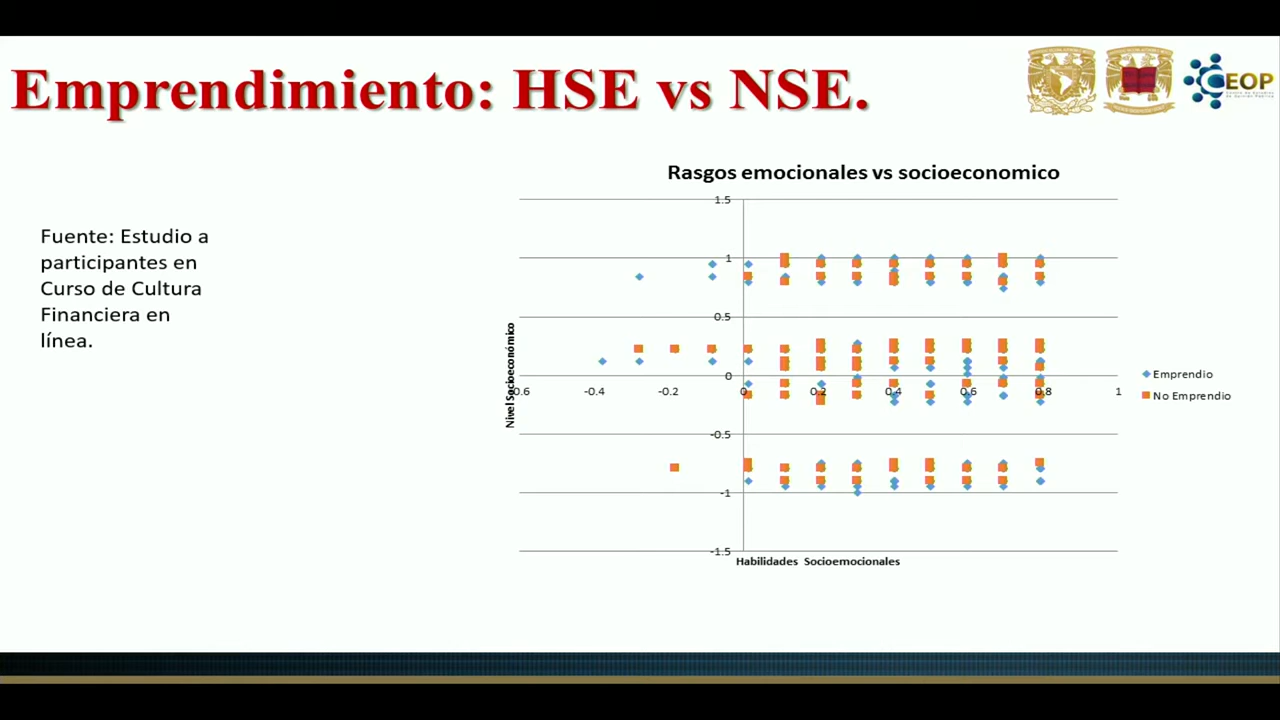 Emprendimiento: HSE vs NSE.
CEOP
Fuente: Estudio a
participantes en
Curso de Cultura
Financiera en
línea.
Rasgos emocionales vs socioeconomico
1.5
1
0.5
0
-0.5
-1
-1.5
-0.6
-0.4
-0.2
0
0.2
0.4
0.6
0.8
1
Nivel Socioeconómico
Habilidades Socioemocionales
Emprendio
No Emprendio